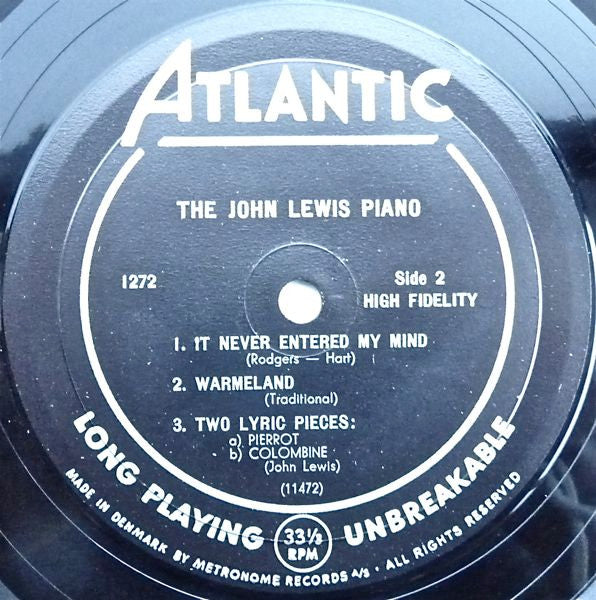 ATLANTIC
THE JOHN LEWIS PIANO
1272
Side 2
HIGH FIDELITY
1. IT NEVER ENTERED MY MIND
(Rodgers — Hart)
2. WARMELAND
(Traditional)
3. TWO LYRIC PIECES:
a) PIERROT
b) COLOMBINE
(John Lewis)
(11472)
LONG PLAYING 33⅓ RPM UNBREAKABLE
MADE IN DENMARK BY METRONOME RECORDS A/S · ALL RIGHTS RESERVED